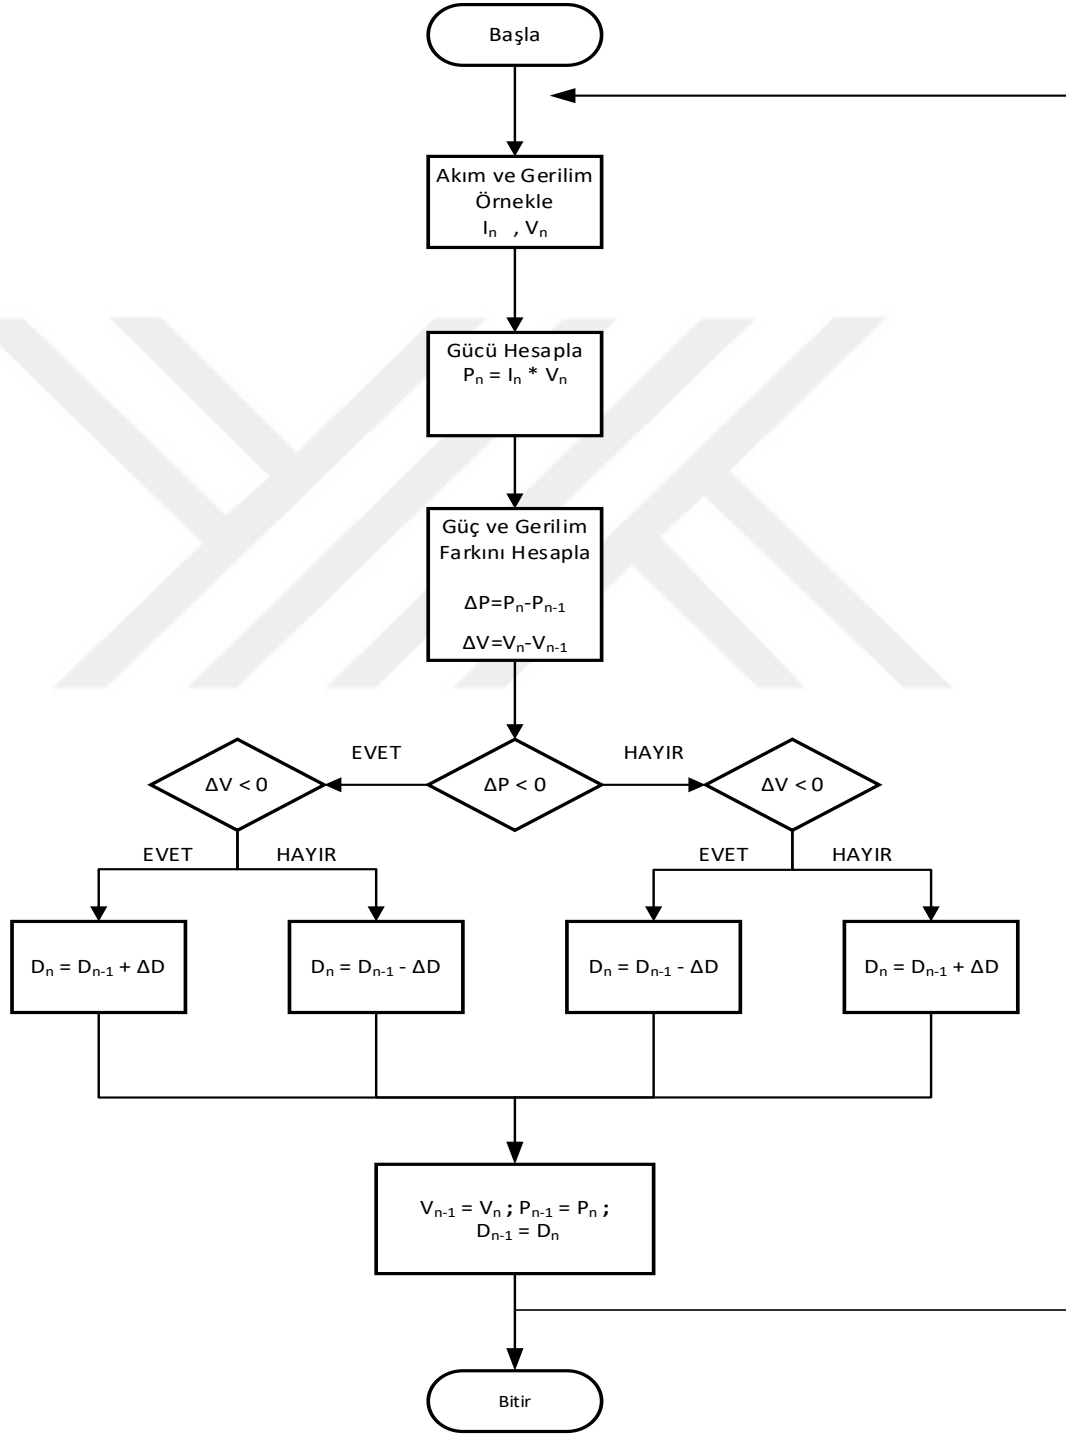 Başla
Akım ve Gerilim
Örnekle
Iₙ , Vₙ
Gücü Hesapla
Pₙ = Iₙ * Vₙ
Güç ve Gerilim
Farkını Hesapla
ΔP=Pₙ-Pₙ₋₁
ΔV=Vₙ-Vₙ₋₁
EVET
HAYIR
ΔV < 0
ΔP < 0
ΔV < 0
EVET
HAYIR
EVET
HAYIR
Dₙ = Dₙ₋₁ + ΔD
Dₙ = Dₙ₋₁ - ΔD
Dₙ = Dₙ₋₁ - ΔD
Dₙ = Dₙ₋₁ + ΔD
Vₙ₋₁ = Vₙ ; Pₙ₋₁ = Pₙ ;
Dₙ₋₁ = Dₙ
Bitir